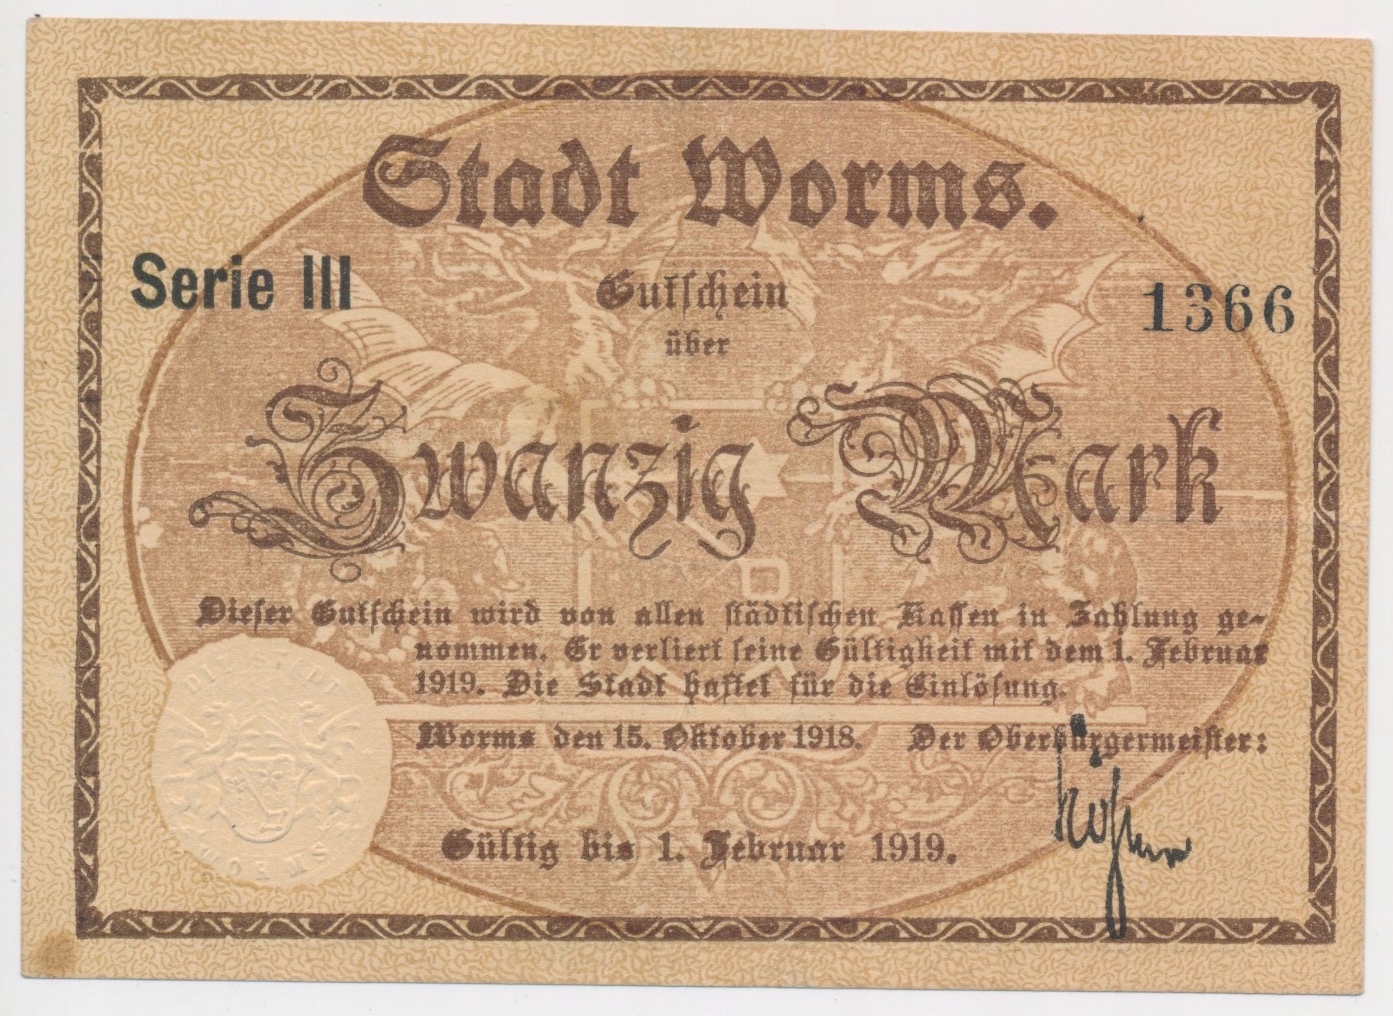 Stadt Worms.
Serie III
Gutschein
1366
über
Zwanzig Mark
Dieser Gutschein wird von allen städtischen Kassen in Zahlung ge-
nommen. Er verliert seine Gültigkeit mit dem 1. Februar
1919. Die Stadt haftet für die Einlösung.
Worms den 15. Oktober 1918. Der Oberbürgermeister:
Gültig bis 1. Februar 1919.
STADT
WORMS